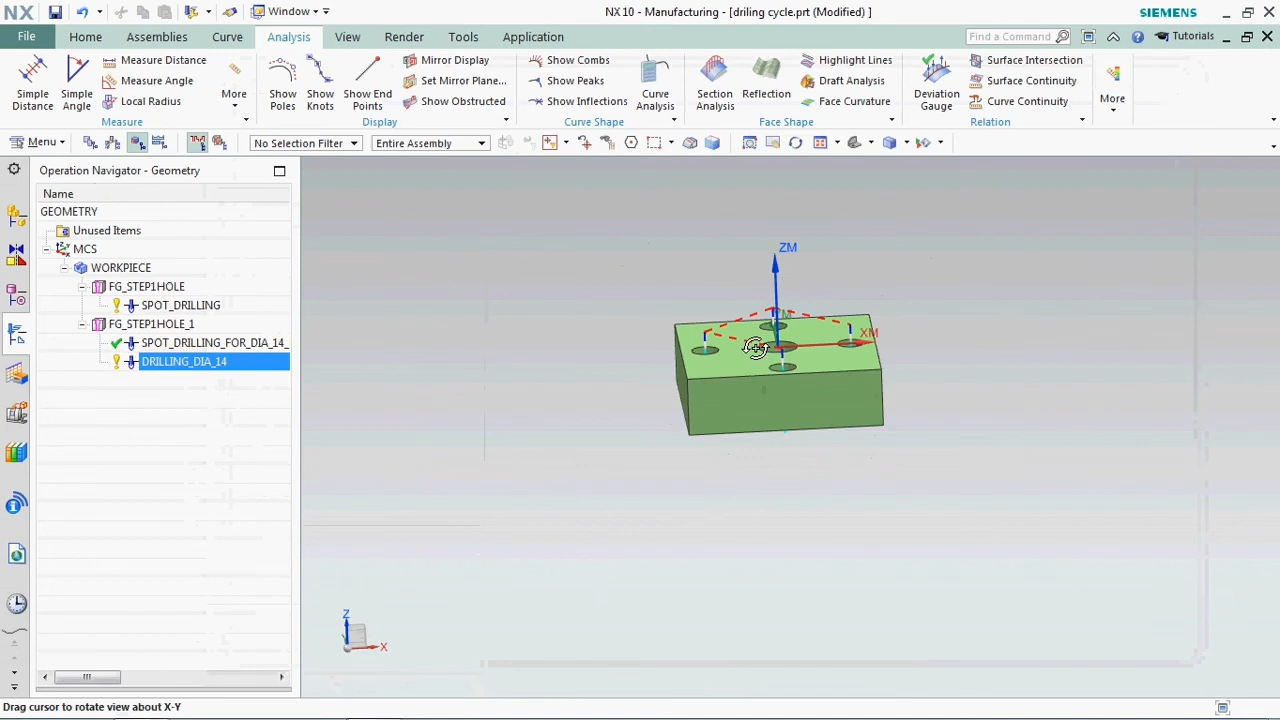 NX
Window
NX 10 - Manufacturing - [driling cycle.prt (Modified) ]
SIEMENS
File
Home
Assemblies
Curve
Analysis
View
Render
Tools
Application
Find a Command
Tutorials
Simple Distance
Simple Angle
Measure Distance
Measure Angle
Local Radius
More
Measure
Show Poles
Show Knots
Show End Points
Mirror Display
Set Mirror Plane...
Show Obstructed
Display
Show Combs
Show Peaks
Show Inflections
Curve Analysis
Curve Shape
Section Analysis
Reflection
Highlight Lines
Draft Analysis
Face Curvature
Face Shape
Deviation Gauge
Surface Intersection
Surface Continuity
Curve Continuity
Relation
More
Menu
No Selection Filter
Entire Assembly
Operation Navigator - Geometry
Name
GEOMETRY
Unused Items
MCS
WORKPIECE
FG_STEP1HOLE
SPOT_DRILLING
FG_STEP1HOLE_1
SPOT_DRILLING_FOR_DIA_14_
DRILLING_DIA_14
ZM
XM
Z
X
Drag cursor to rotate view about X-Y